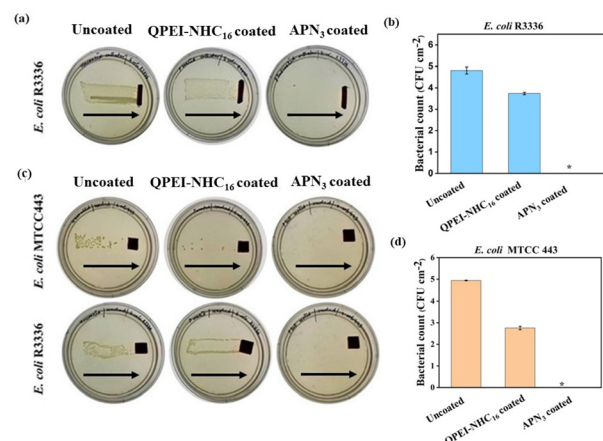 (a)
Uncoated
QPEI-NHC₁₆ coated
APN₃ coated
E. coli R3336
(b)
E. coli R3336
Bacterial count (CFU cm⁻²)
6
5
4
3
2
1
0
*
Uncoated
QPEI-NHC₁₆ coated
APN₃ coated
(c)
Uncoated
QPEI-NHC₁₆ coated
APN₃ coated
E. coli MTCC443
E. coli R3336
(d)
E. coli MTCC 443
Bacterial count (CFU cm⁻²)
6
5
4
3
2
1
0
*
Uncoated
QPEI-NHC₁₆ coated
APN₃ coated